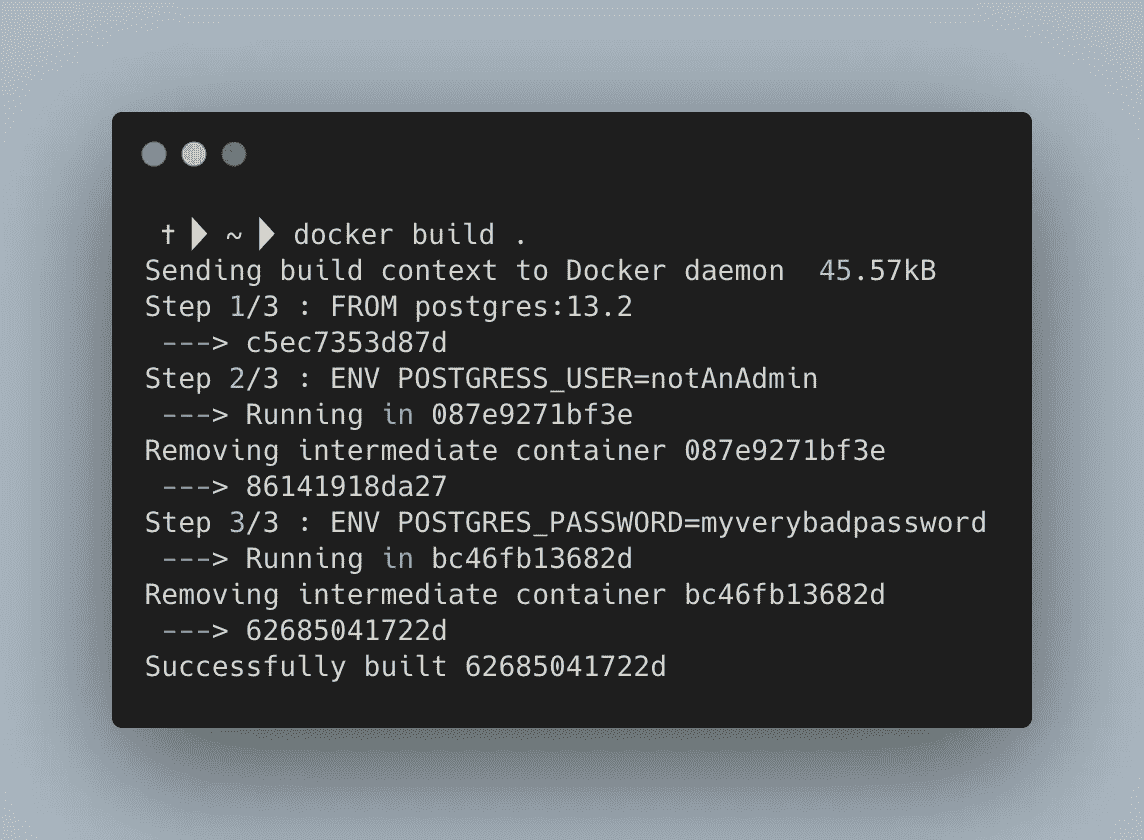 ✝ ~ docker build .
Sending build context to Docker daemon  45.57kB
Step 1/3 : FROM postgres:13.2
 ---> c5ec7353d87d
Step 2/3 : ENV POSTGRESS_USER=notAnAdmin
 ---> Running in 087e9271bf3e
Removing intermediate container 087e9271bf3e
 ---> 86141918da27
Step 3/3 : ENV POSTGRES_PASSWORD=myverybadpassword
 ---> Running in bc46fb13682d
Removing intermediate container bc46fb13682d
 ---> 62685041722d
Successfully built 62685041722d